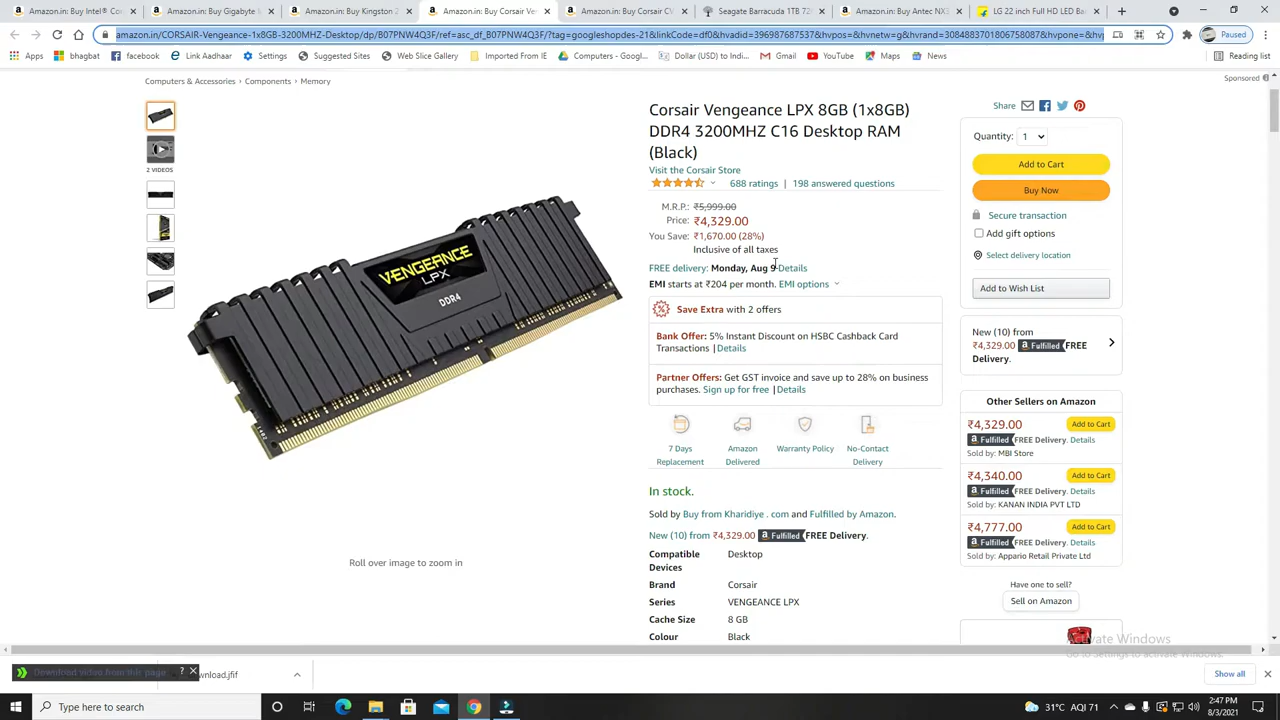 amazon.in: Buy Intel® Co
amazon.in: Buy Gigabyte
amazon.in: Buy Kingston
amazon.in: Buy Corsair Ve
amazon.in: Buy Corsair CV
Seagate Barracuda 1TB 72
amazon.in: Buy Antec NX
LG 22 inch Full HD LED Ba
amazon.in/CORSAIR-Vengeance-1x8GB-3200MHZ-Desktop/dp/B07PNW4Q3F/ref=asc_df_B07PNW4Q3F/?tag=googleshopdes-21&linkCode=df0&hvadid=396987687537&hvpos=&hvnetw=g&hvrand=3084883701806758087&hvpone=&hvp
Paused
Apps
bhagbat
facebook
Link Aadhaar
Settings
Suggested Sites
Web Slice Gallery
Imported From IE
Computers - Googl...
Dollar (USD) to Indi...
Gmail
YouTube
Maps
News
Reading list
Computers & Accessories › Components › Memory
Sponsored
2 VIDEOS
VENGEANCE
LPX
DDR4
Roll over image to zoom in
Corsair Vengeance LPX 8GB (1x8GB)
DDR4 3200MHZ C16 Desktop RAM
(Black)
Visit the Corsair Store
688 ratings | 198 answered questions
M.R.P.: ₹5,999.00
Price: ₹4,329.00
You Save: ₹1,670.00 (28%)
Inclusive of all taxes
FREE delivery: Monday, Aug 9 Details
EMI starts at ₹204 per month. EMI options
Save Extra with 2 offers
Bank Offer: 5% Instant Discount on HSBC Cashback Card
Transactions | Details
Partner Offers: Get GST invoice and save up to 28% on business
purchases. Sign up for free | Details
7 Days
Replacement
Amazon
Delivered
Warranty Policy
No-Contact
Delivery
In stock.
Sold by Buy from Kharidiye . com and Fulfilled by Amazon.
New (10) from ₹4,329.00 Fulfilled FREE Delivery.
Compatible
Devices
Desktop
Brand Corsair
Series VENGEANCE LPX
Cache Size 8 GB
Colour Black
Share
Quantity: 1
Add to Cart
Buy Now
Secure transaction
Add gift options
Select delivery location
Add to Wish List
New (10) from
₹4,329.00 Fulfilled FREE
Delivery.
Other Sellers on Amazon
₹4,329.00 Add to Cart
Fulfilled FREE Delivery. Details
Sold by: MBI Store
₹4,340.00 Add to Cart
Fulfilled FREE Delivery. Details
Sold by: KANAN INDIA PVT LTD
₹4,777.00 Add to Cart
Fulfilled FREE Delivery. Details
Sold by: Appario Retail Private Ltd
Have one to sell?
Sell on Amazon
Activate Windows
Go to Settings to activate Windows.
Download video from this page
?
wnload.jfif
Show all
Type here to search
31°C AQI 71
2:47 PM
8/3/2021